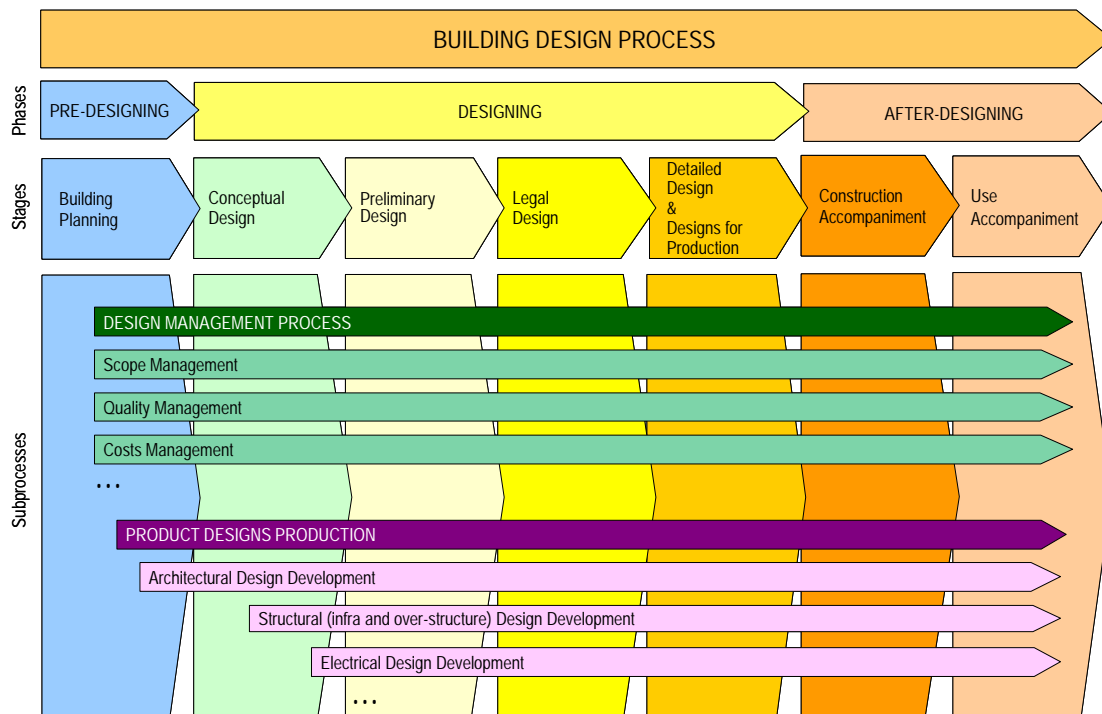 BUILDING DESIGN PROCESS
Phases
PRE-DESIGNING
DESIGNING
AFTER-DESIGNING
Stages
Building
Planning
Conceptual
Design
Preliminary
Design
Legal
Design
Detailed
Design
&
Designs for
Production
Construction
Accompaniment
Use
Accompaniment
Subprocesses
DESIGN MANAGEMENT PROCESS
Scope Management
Quality Management
Costs Management
...
PRODUCT DESIGNS PRODUCTION
Architectural Design Development
Structural (infra and over-structure) Design Development
Electrical Design Development
...